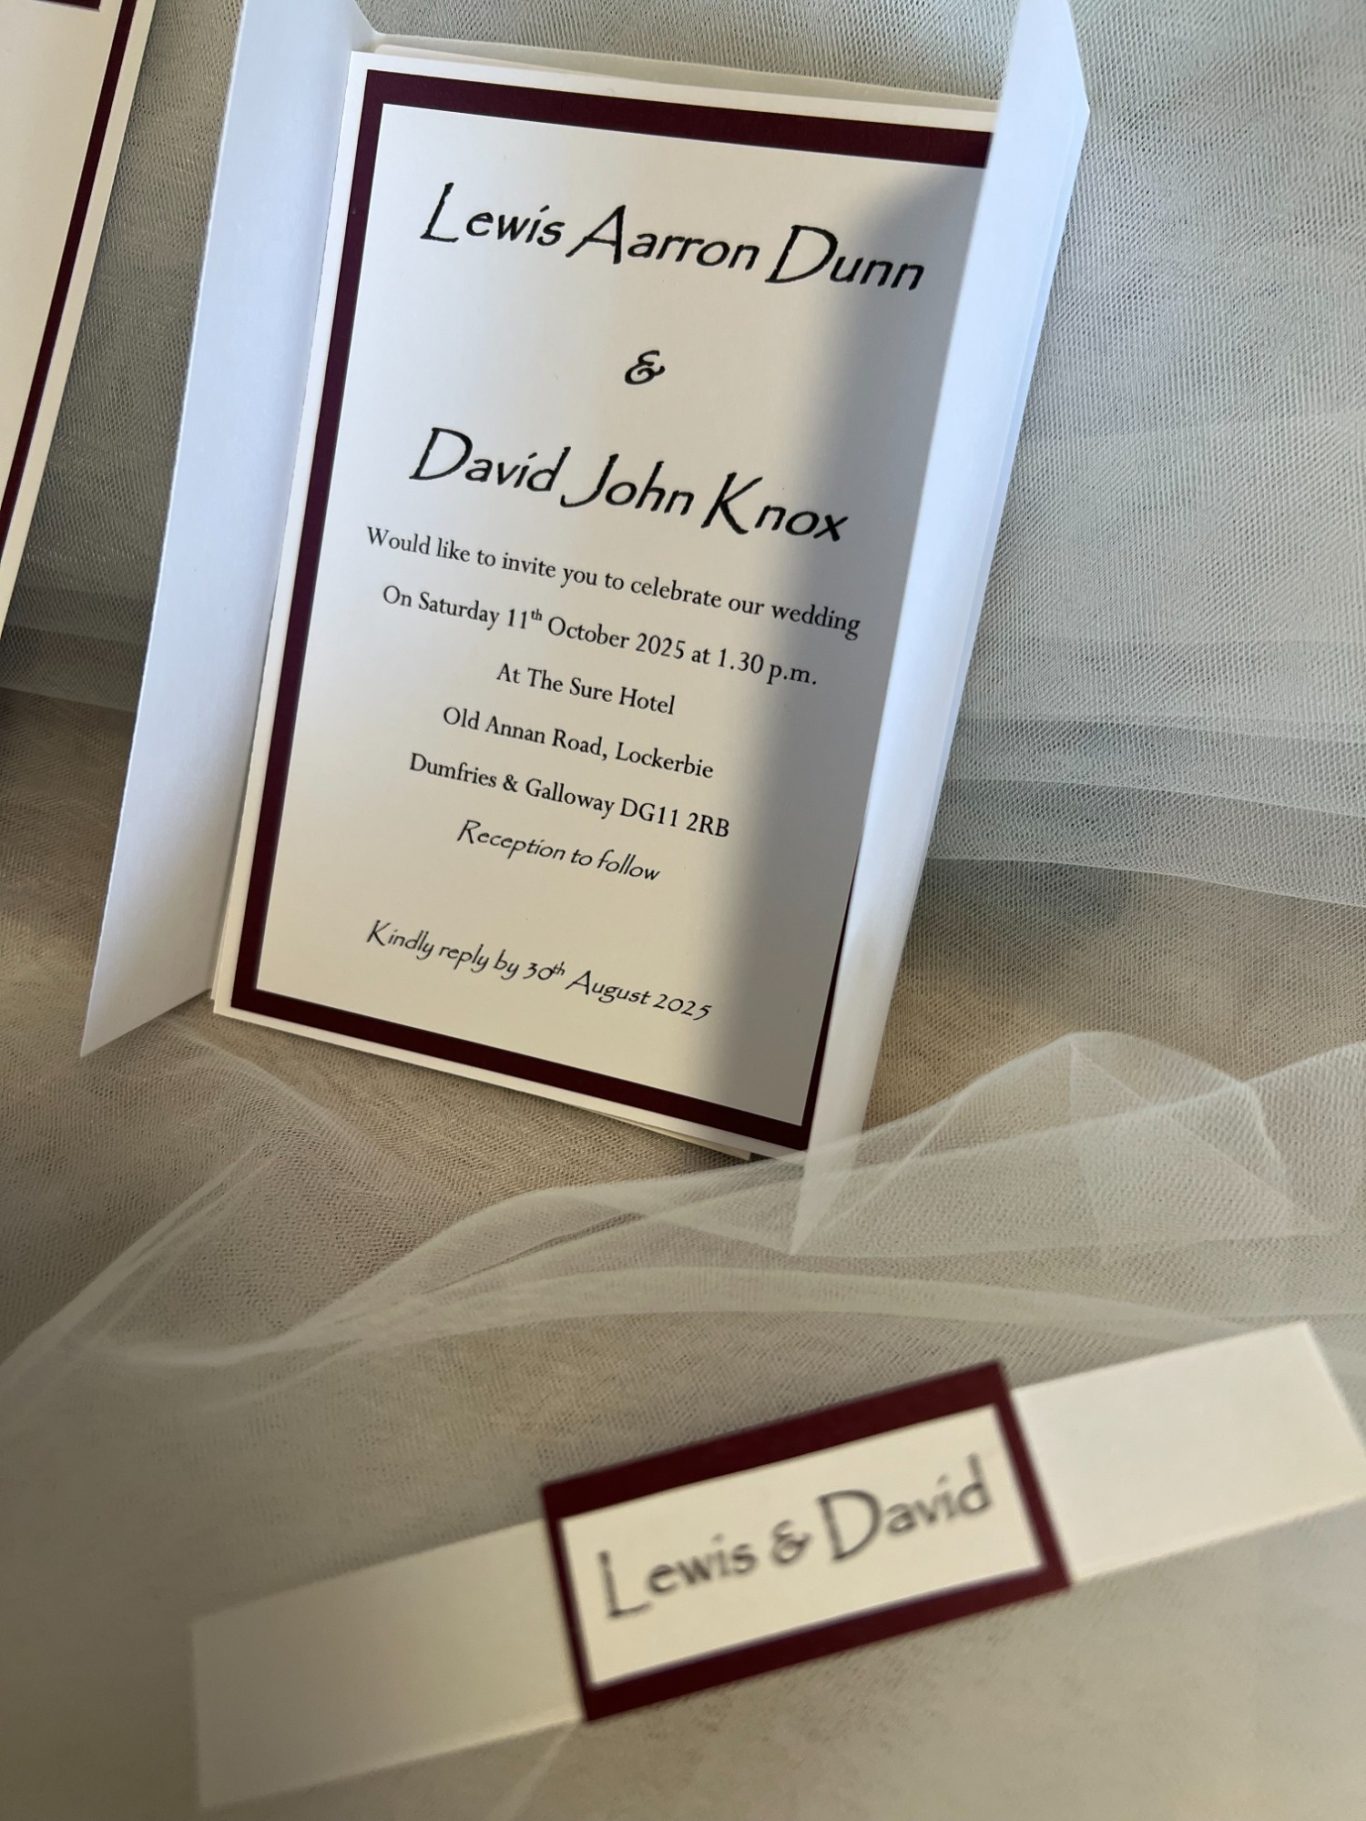 Lewis Aarron Dunn
&
David John Knox
Would like to invite you to celebrate our wedding
On Saturday 11th October 2025 at 1.30 p.m.
At The Sure Hotel
Old Annan Road, Lockerbie
Dumfries & Galloway DG11 2RB
Reception to follow
Kindly reply by 30th August 2025
Lewis & David